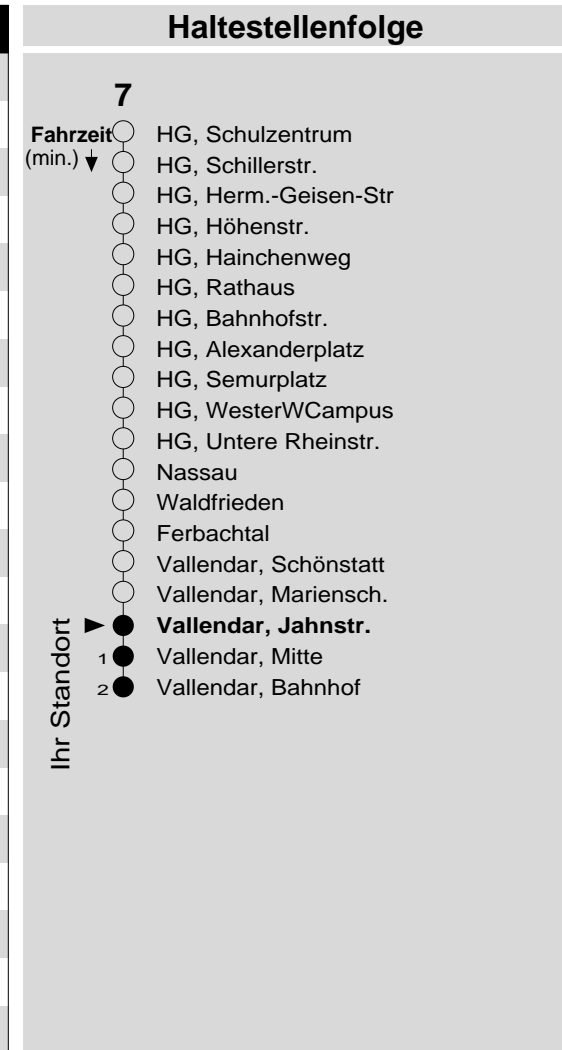 Haltestellenfolge
7
Fahrzeit HG, Schulzentrum
(min.) HG, Schillerstr.
HG, Herm.-Geisen-Str
HG, Höhenstr.
HG, Hainchenweg
HG, Rathaus
HG, Bahnhofstr.
HG, Alexanderplatz
HG, Semurplatz
HG, WesterWCampus
HG, Untere Rheinstr.
Nassau
Waldfrieden
Ferbachtal
Vallendar, Schönstatt
Vallendar, Mariensch.
Vallendar, Jahnstr.
1 Vallendar, Mitte
2 Vallendar, Bahnhof
Ihr Standort